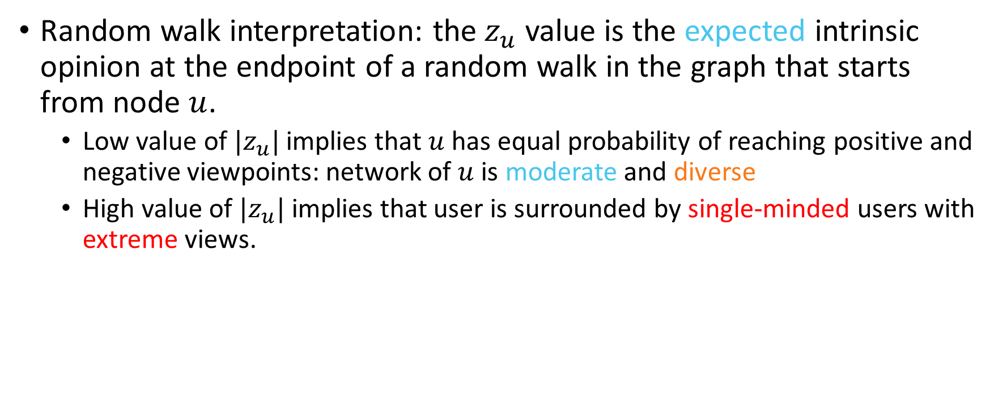 • Random walk interpretation: the z_u value is the expected intrinsic
opinion at the endpoint of a random walk in the graph that starts
from node u.
• Low value of |z_u| implies that u has equal probability of reaching positive and
negative viewpoints: network of u is moderate and diverse
• High value of |z_u| implies that user is surrounded by single-minded users with
extreme views.